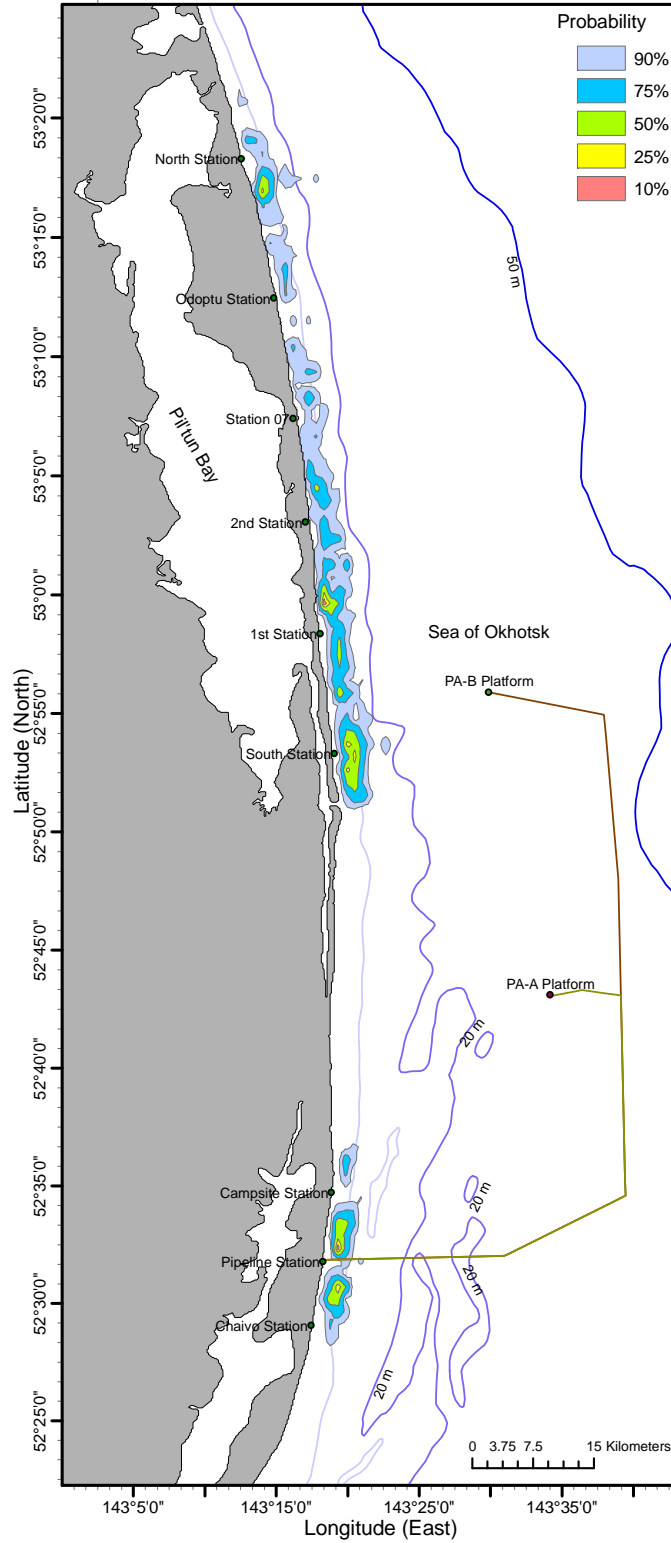 Probability
90%
75%
50%
25%
10%
53°20'0"
53°15'0"
53°10'0"
53°5'0"
53°0'0"
52°55'0"
52°50'0"
52°45'0"
52°40'0"
52°35'0"
52°30'0"
52°25'0"
Latitude (North)
North Station
Odoptu Station
Station 07
2nd Station
1st Station
South Station
Pil'tun Bay
50 m
Sea of Okhotsk
PA-B Platform
PA-A Platform
20 m
20 m
20 m
20 m
Campsite Station
Pipeline Station
Chaivo Station
0 3.75 7.5 15 Kilometers
143°5'0" 143°15'0" 143°25'0" 143°35'0"
Longitude (East)